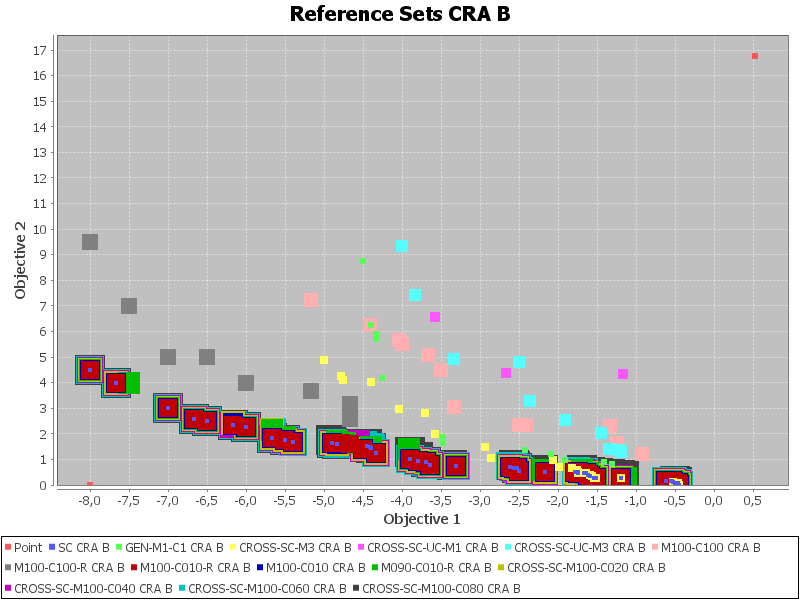 Reference Sets CRA B
Objective 2
17
16
15
14
13
12
11
10
9
8
7
6
5
4
3
2
1
0
-8,0 -7,5 -7,0 -6,5 -6,0 -5,5 -5,0 -4,5 -4,0 -3,5 -3,0 -2,5 -2,0 -1,5 -1,0 -0,5 0,0 0,5
Objective 1
Point SC CRA B GEN-M1-C1 CRA B CROSS-SC-M3 CRA B CROSS-SC-UC-M1 CRA B CROSS-SC-UC-M3 CRA B M100-C100 CRA B
M100-C100-R CRA B M100-C010-R CRA B M100-C010 CRA B M090-C010-R CRA B CROSS-SC-M100-C020 CRA B
CROSS-SC-M100-C040 CRA B CROSS-SC-M100-C060 CRA B CROSS-SC-M100-C080 CRA B